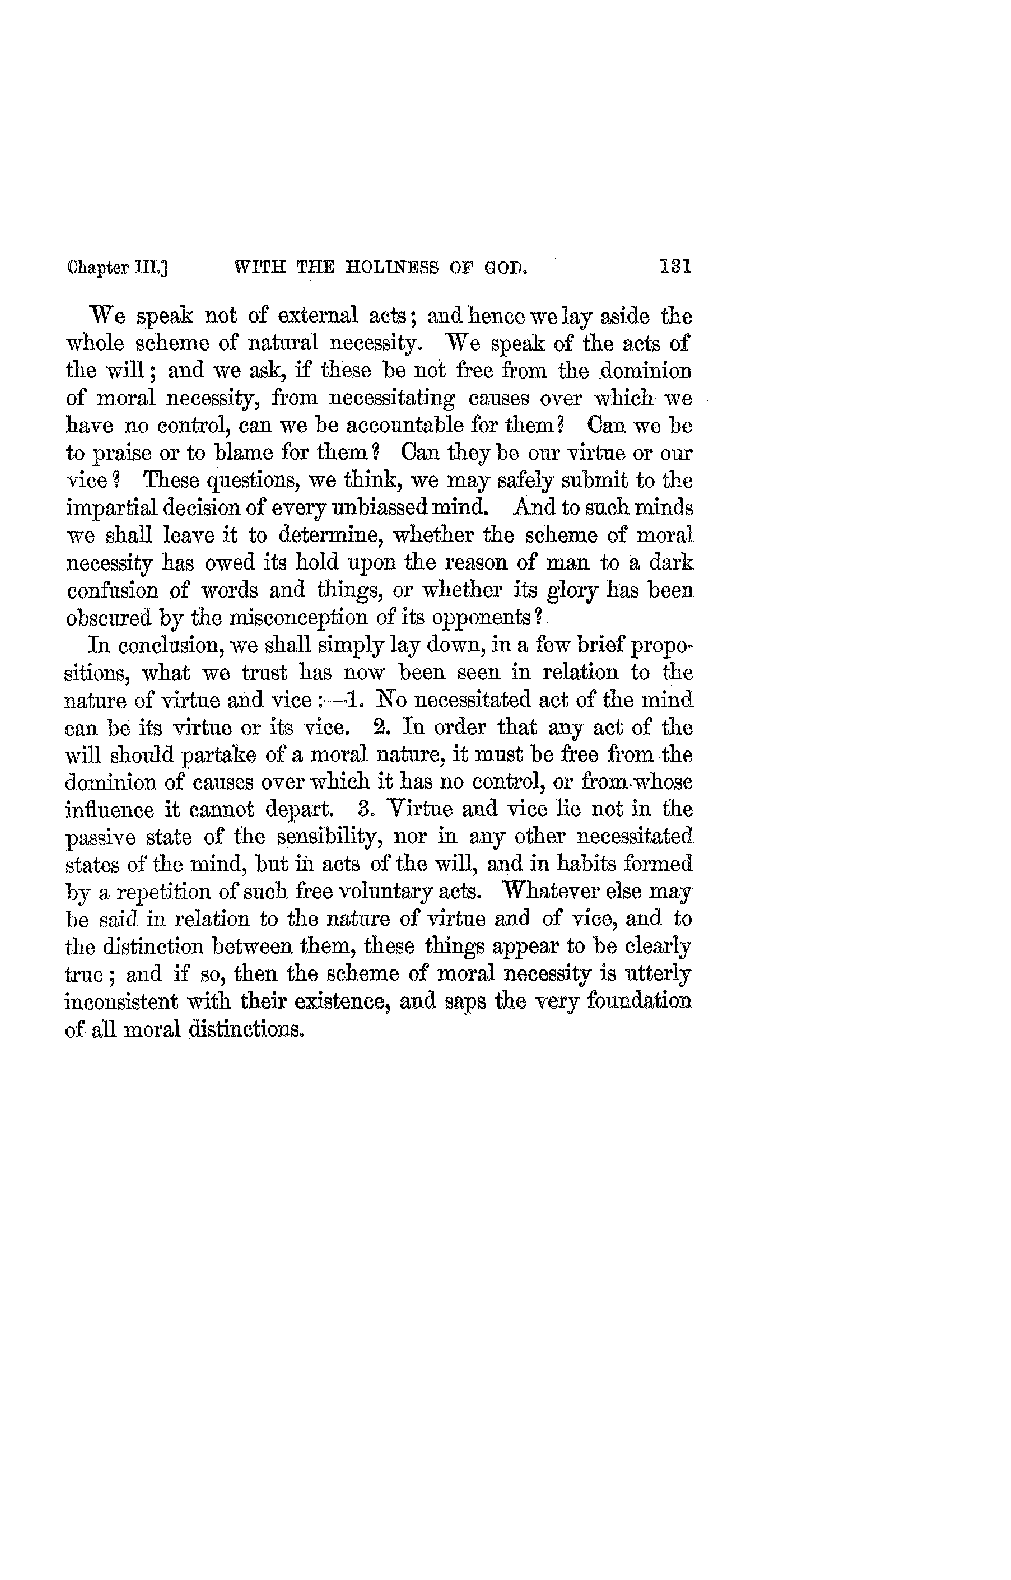 Chapter III.] WITH THE HOLINESS OF GOD. 131
We speak not of external acts; and hence we lay aside the
whole scheme of natural necessity. We speak of the acts of
the will; and we ask, if these be not free from the dominion
of moral necessity, from necessitating causes over which we
have no control, can we be accountable for them? Can we be
to praise or to blame for them? Can they be our virtue or our
vice? These questions, we think, we may safely submit to the
impartial decision of every unbiassed mind. And to such minds
we shall leave it to determine, whether the scheme of moral
necessity has owed its hold upon the reason of man to a dark
confusion of words and things, or whether its glory has been
obscured by the misconception of its opponents?
In conclusion, we shall simply lay down, in a few brief propo-
sitions, what we trust has now been seen in relation to the
nature of virtue and vice:—1. No necessitated act of the mind
can be its virtue or its vice. 2. In order that any act of the
will should partake of a moral nature, it must be free from the
dominion of causes over which it has no control, or from whose
influence it cannot depart. 3. Virtue and vice lie not in the
passive state of the sensibility, nor in any other necessitated
states of the mind, but in acts of the will, and in habits formed
by a repetition of such free voluntary acts. Whatever else may
be said in relation to the nature of virtue and of vice, and to
the distinction between them, these things appear to be clearly
true; and if so, then the scheme of moral necessity is utterly
inconsistent with their existence, and saps the very foundation
of all moral distinctions.